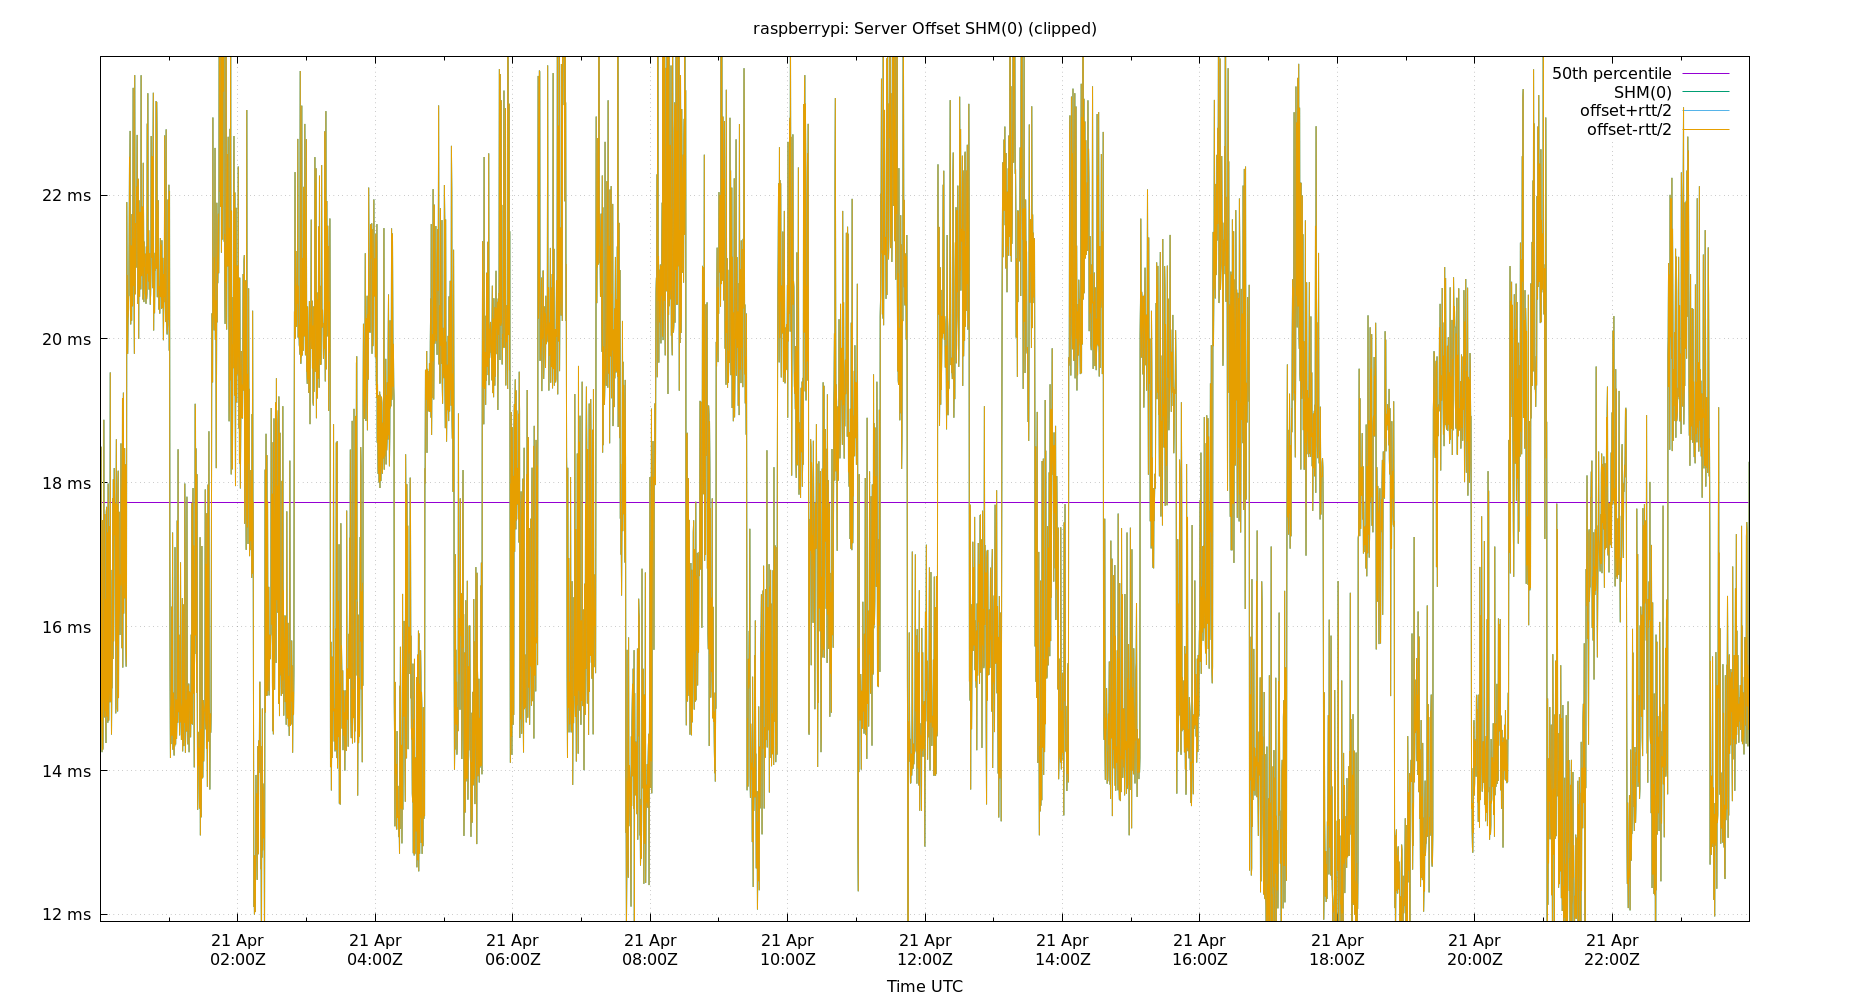 raspberrypi: Server Offset SHM(0) (clipped)
50th percentile
SHM(0)
offset+rtt/2
offset-rtt/2
22 ms
20 ms
18 ms
16 ms
14 ms
12 ms
21 Apr 21 Apr 21 Apr 21 Apr 21 Apr 21 Apr 21 Apr 21 Apr 21 Apr 21 Apr 21 Apr
02:00Z 04:00Z 06:00Z 08:00Z 10:00Z 12:00Z 14:00Z 16:00Z 18:00Z 20:00Z 22:00Z
Time UTC